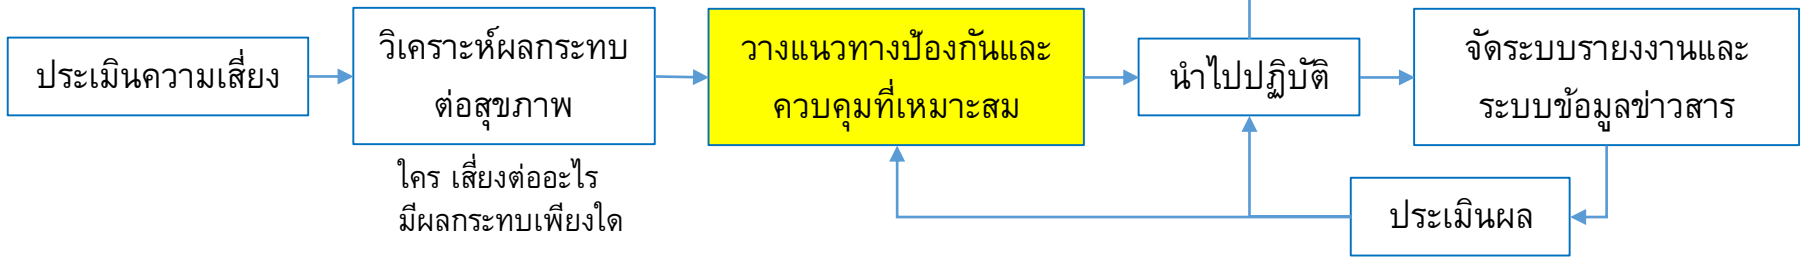 ประเมินความเสี่ยง
วิเคราะห์ผลกระทบ
ต่อสุขภาพ
ใคร เสี่ยงต่ออะไร
มีผลกระทบเพียงใด
วางแนวทางป้องกันและ
ควบคุมที่เหมาะสม
นำไปปฏิบัติ
จัดระบบรายงงานและ
ระบบข้อมูลข่าวสาร
ประเมินผล